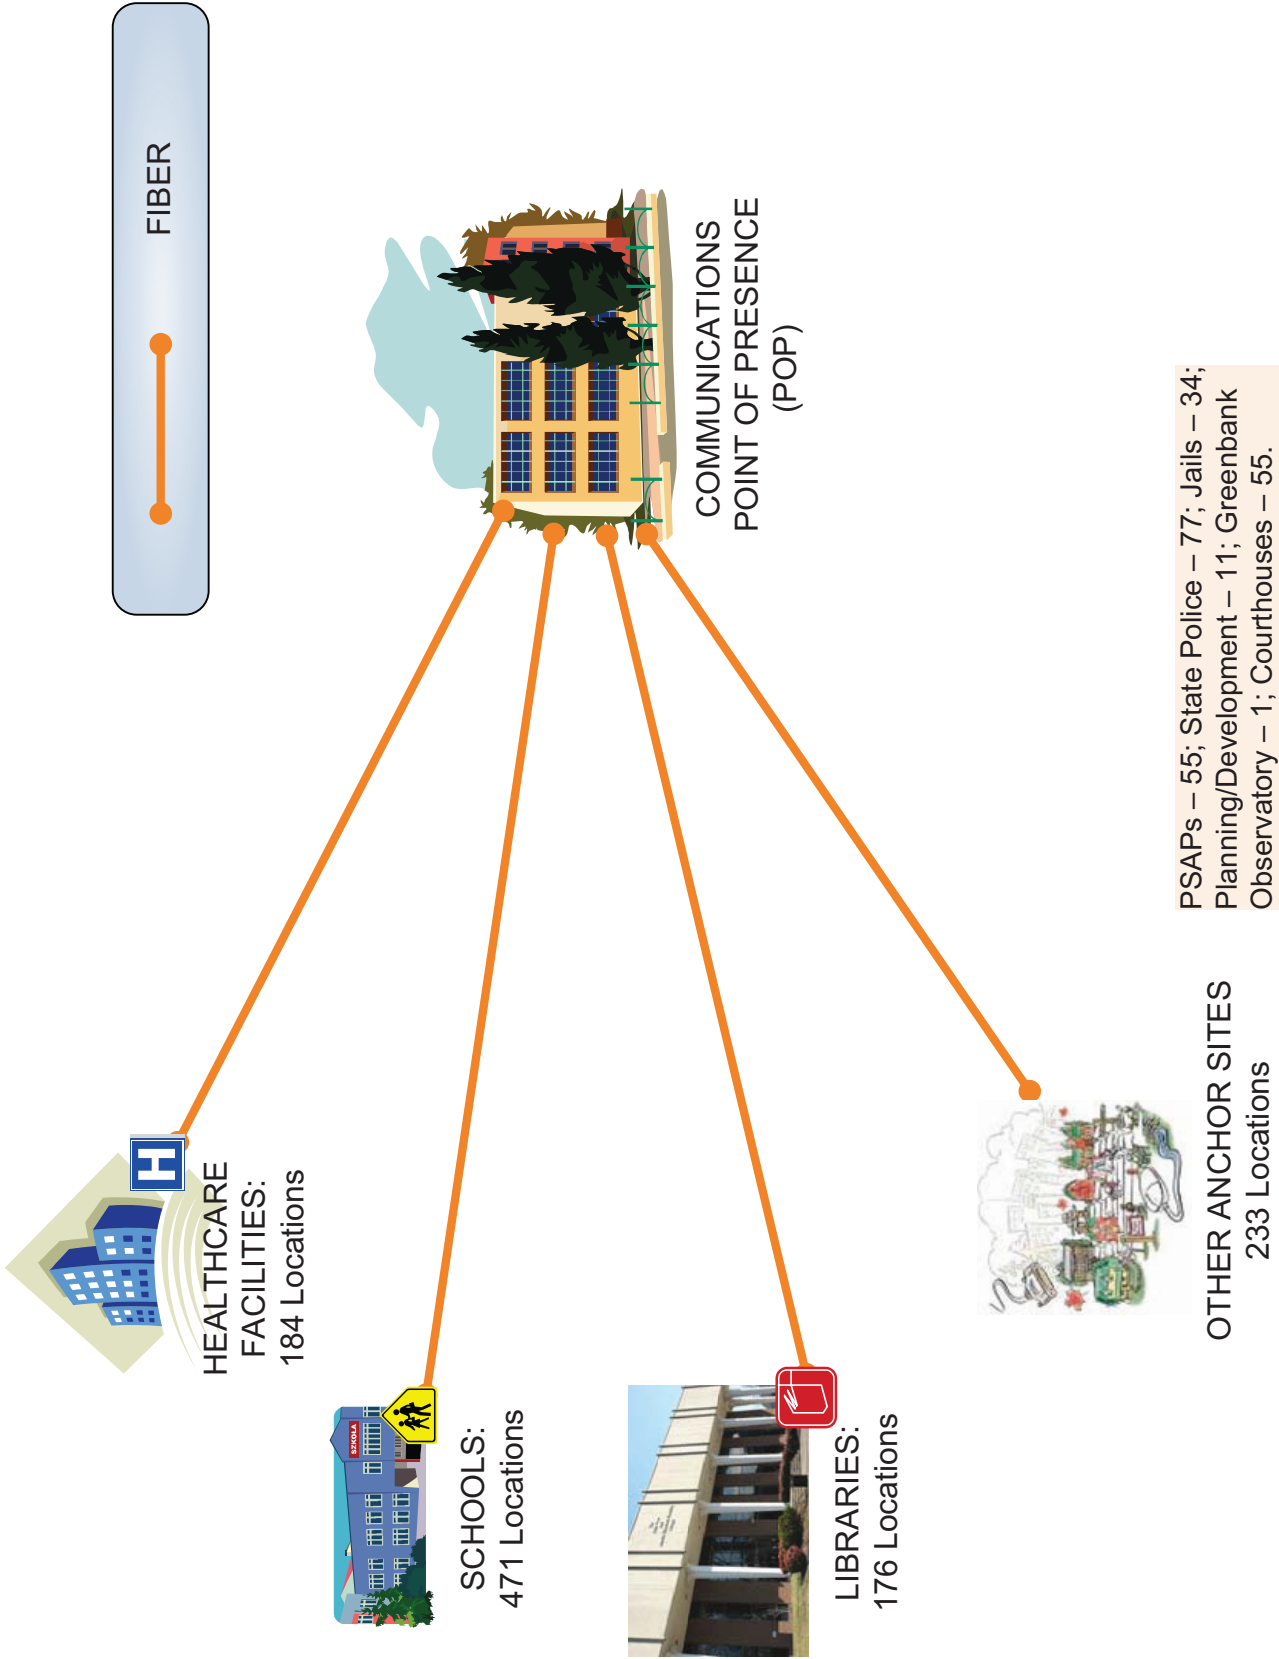 FIBER
H
HEALTHCARE
FACILITIES:
184 Locations
SZKOŁA
SCHOOLS:
471 Locations
LIBRARIES:
176 Locations
OTHER ANCHOR SITES
233 Locations
COMMUNICATIONS
POINT OF PRESENCE
(POP)
PSAPs – 55; State Police – 77; Jails – 34;
Planning/Development – 11; Greenbank
Observatory – 1; Courthouses – 55.